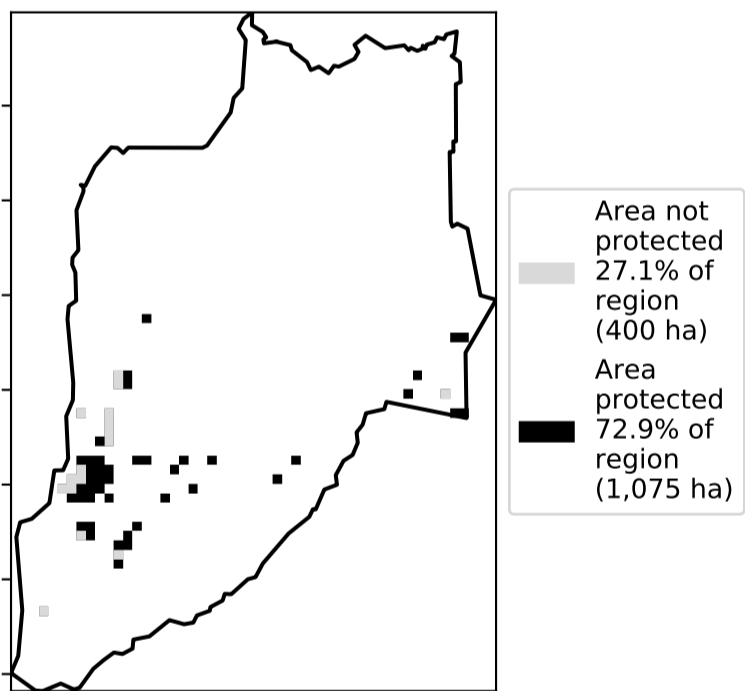 Area not
protected
27.1% of
region
(400 ha)
Area
protected
72.9% of
region
(1,075 ha)